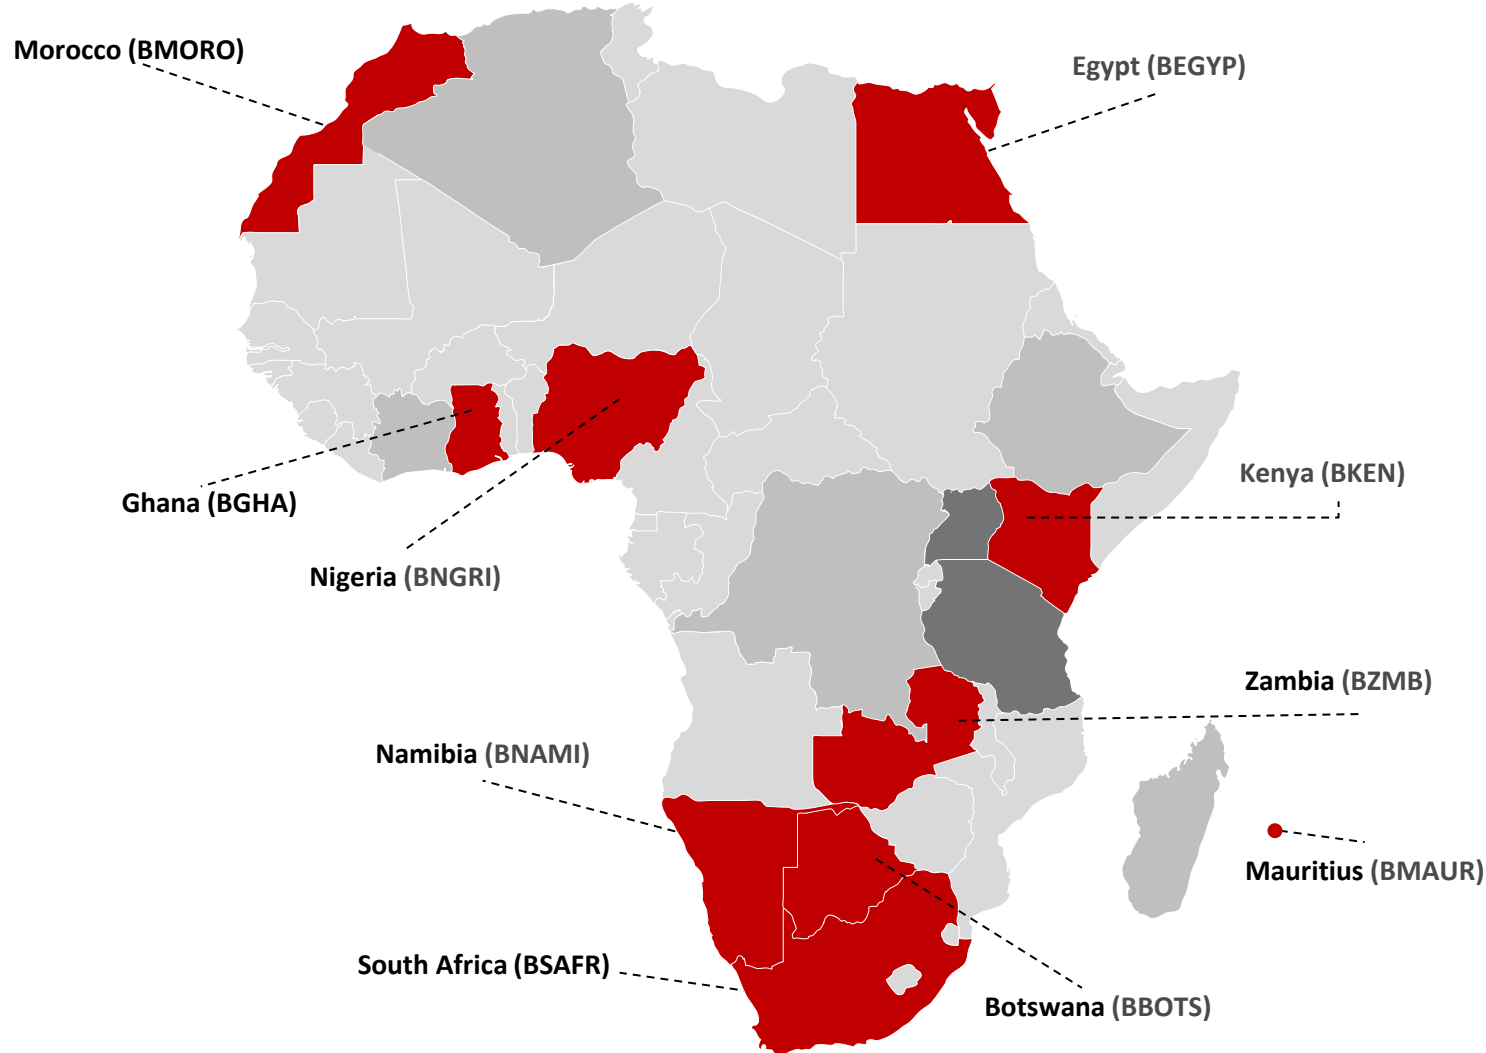 Morocco (BMORO)
Egypt (BEGYP)
Kenya (BKEN)
Ghana (BGHA)
Nigeria (BNGRI)
Zambia (BZMB)
Namibia (BNAMI)
Mauritius (BMAUR)
South Africa (BSAFR)
Botswana (BBOTS)